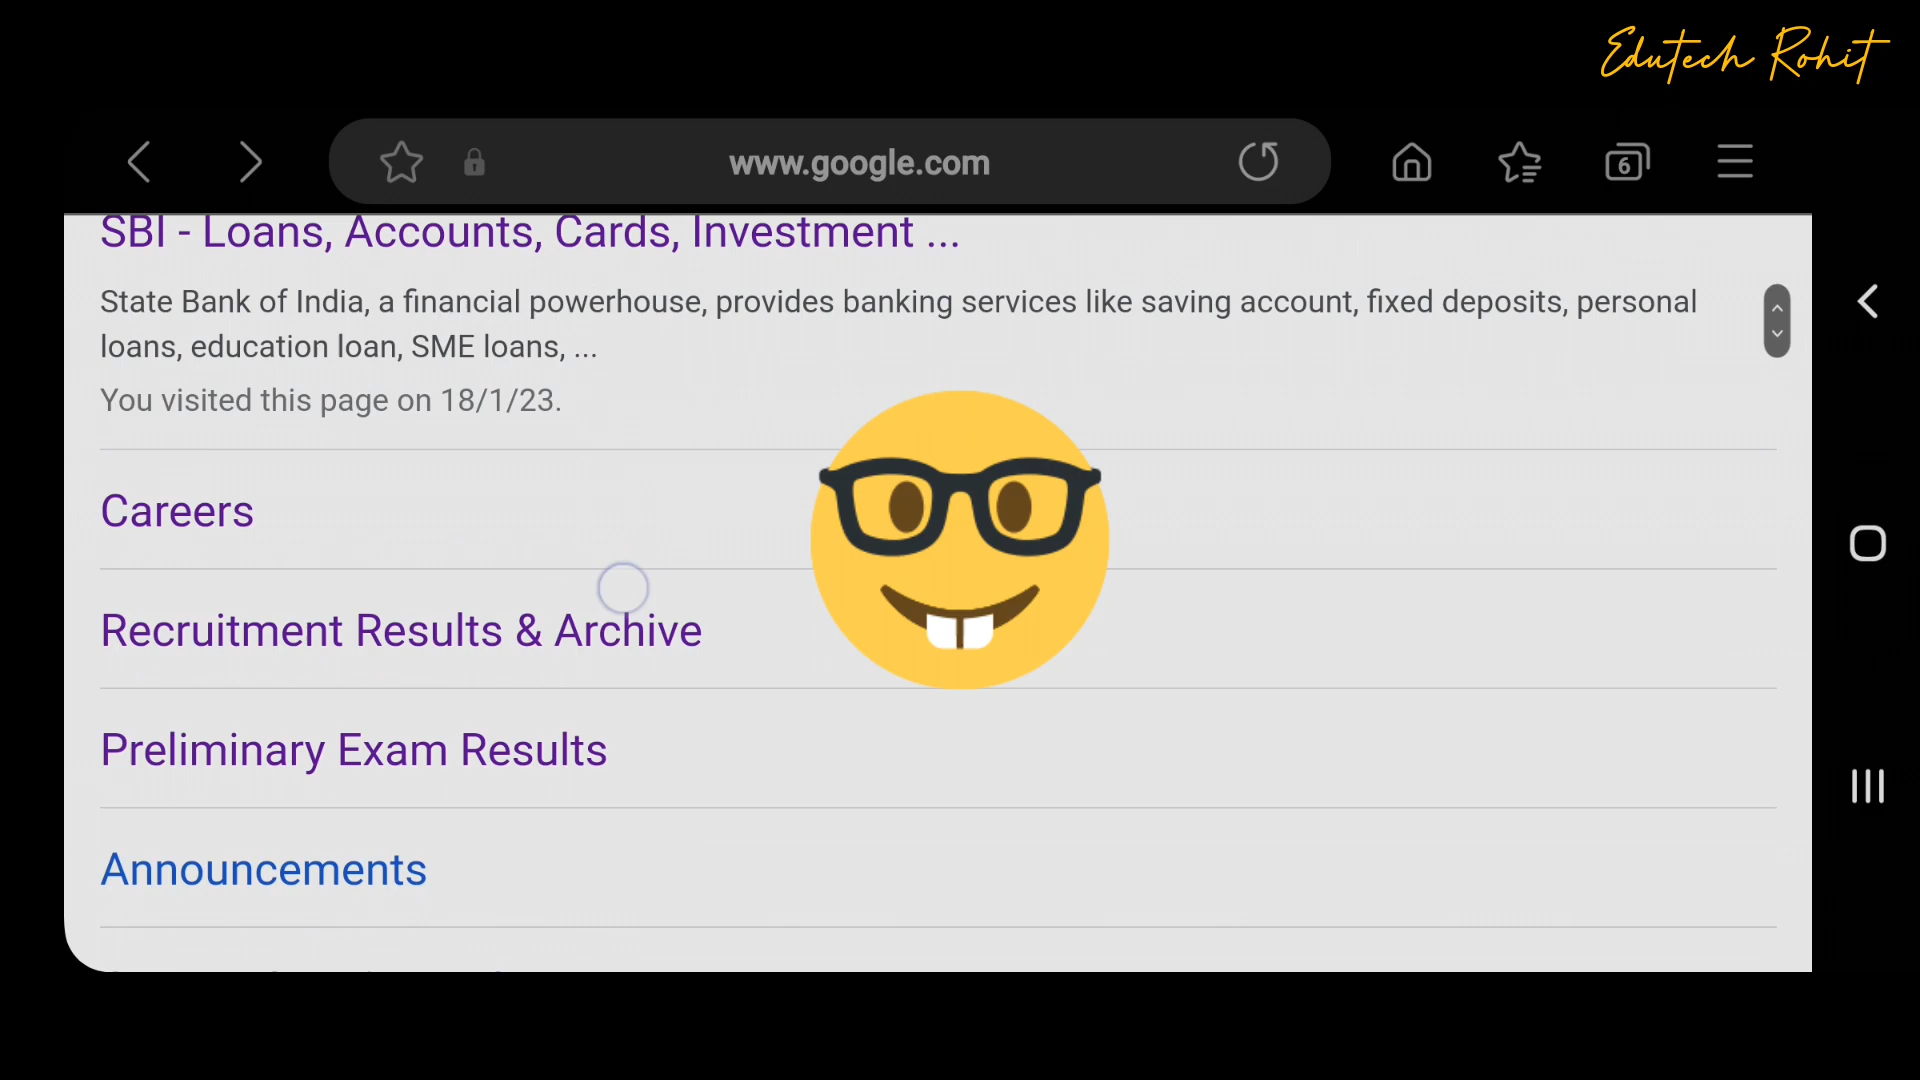 Edutech Rohit
www.google.com
6
SBI - Loans, Accounts, Cards, Investment ...
State Bank of India, a financial powerhouse, provides banking services like saving account, fixed deposits, personal
loans, education loan, SME loans, ...
You visited this page on 18/1/23.
Careers
Recruitment Results & Archive
Preliminary Exam Results
Announcements